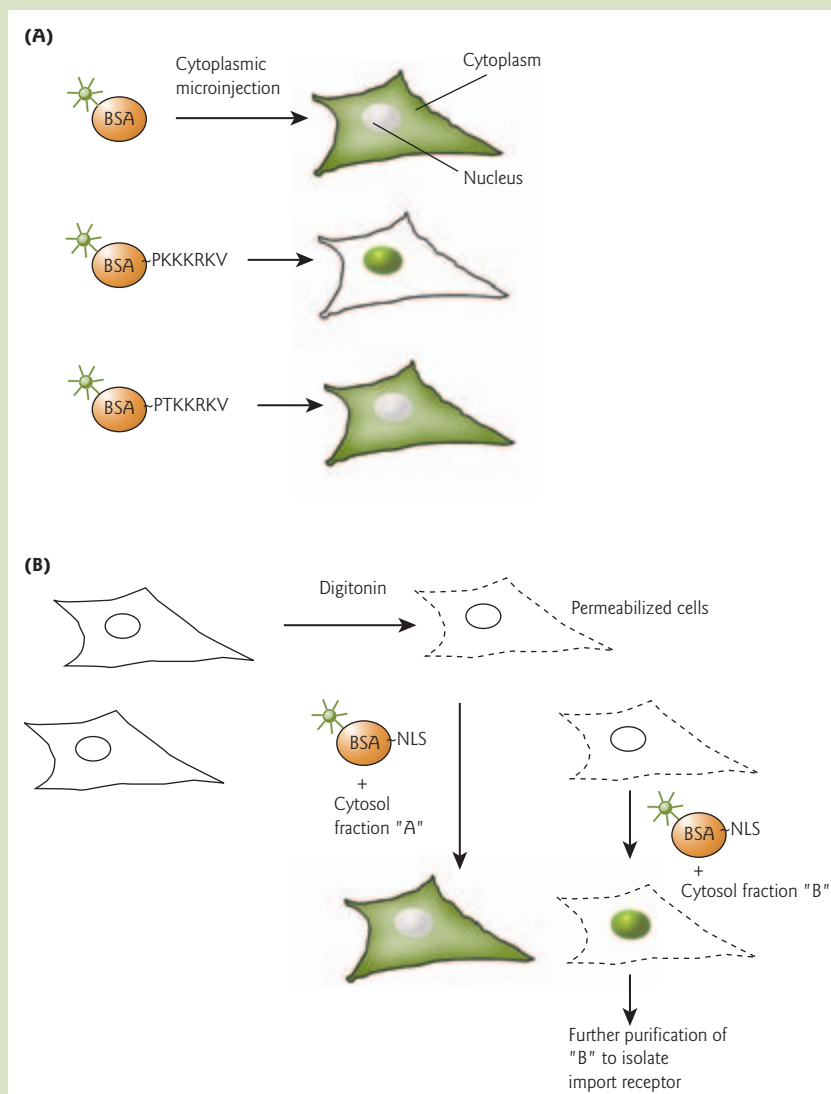 (A)
Cytoplasmic
microinjection
Cytoplasm
BSA
Nucleus
BSA ~PKKKRKV
BSA ~PTKKRKV
(B)
Digitonin
Permeabilized cells
BSA ~NLS
+
Cytosol
fraction "A"
BSA ~NLS
+
Cytosol fraction "B"
Further purification of
"B" to isolate
import receptor